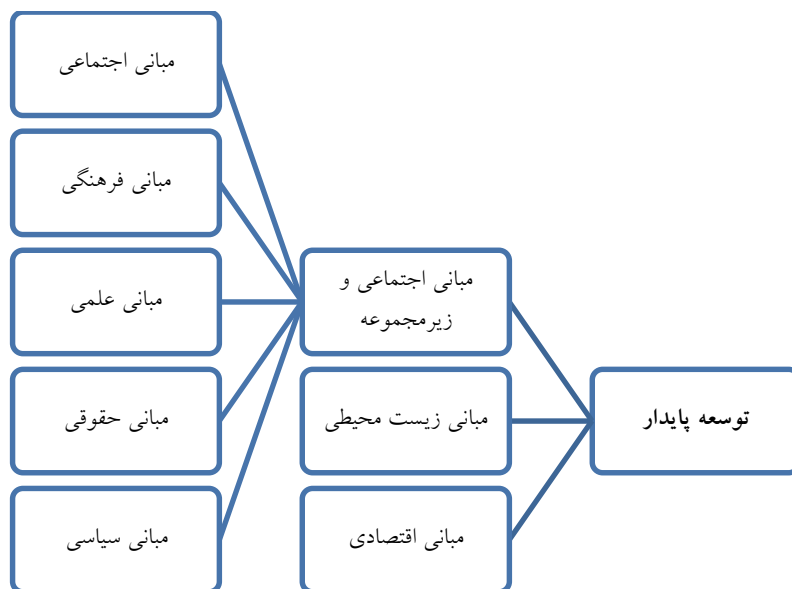 توسعه پایدار
مبانی اجتماعی و
زیرمجموعه
مبانی زیست محیطی
مبانی اقتصادی
مبانی اجتماعی
مبانی فرهنگی
مبانی علمی
مبانی حقوقی
مبانی سیاسی